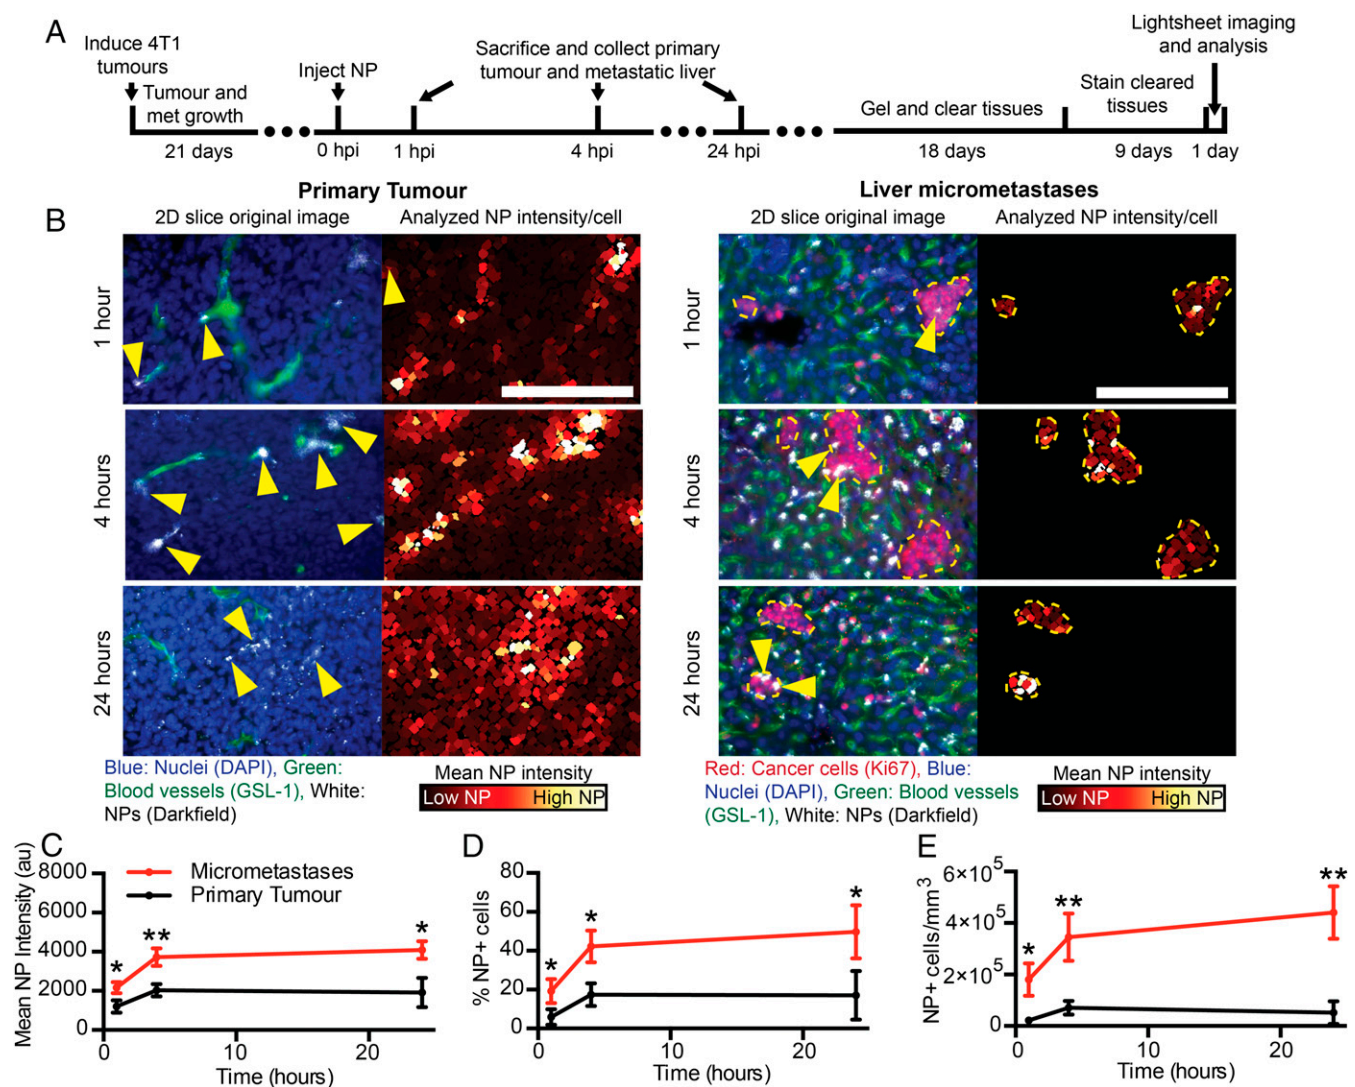 A
Induce 4T1
tumours
Tumour and
met growth
21 days
Inject NP
0 hpi
1 hpi
Sacrifice and collect primary
tumour and metastatic liver
4 hpi
24 hpi
Gel and clear tissues
18 days
Stain cleared
tissues
9 days
Lightsheet imaging
and analysis
1 day
B
Primary Tumour
2D slice original image
Analyzed NP intensity/cell
1 hour
4 hours
24 hours
Blue: Nuclei (DAPI), Green:
Blood vessels (GSL-1), White:
NPs (Darkfield)
Mean NP intensity
Low NP
High NP
Liver micrometastases
2D slice original image
Analyzed NP intensity/cell
1 hour
4 hours
24 hours
Red: Cancer cells (Ki67), Blue:
Nuclei (DAPI), Green: Blood vessels
(GSL-1), White: NPs (Darkfield)
Mean NP intensity
Low NP
High NP
C
Mean NP Intensity (au)
8000
6000
4000
2000
0
Micrometastases
Primary Tumour
*
**
*
0 10 20
Time (hours)
D
% NP+ cells
80
60
40
20
0
*
*
*
0 10 20
Time (hours)
E
NP+ cells/mm³
6×10⁵
4×10⁵
2×10⁵
0
*
**
**
0 10 20
Time (hours)